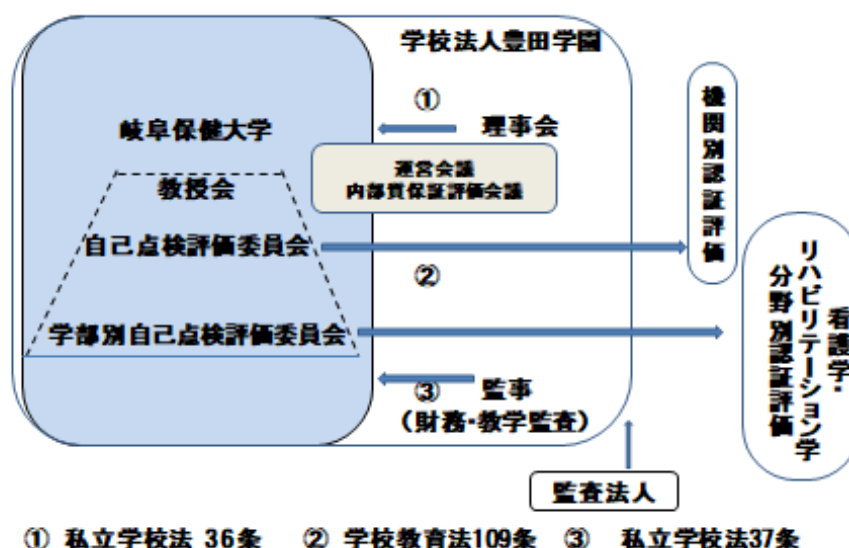 学校法人豊田学園
①
岐阜保健大学
理事会
運営会議
内部質保証評価会議
教授会
自己点検評価委員会
②
学部別自己点検評価委員会
③
監事
（財務・教学監査）
監査法人
機関別認証評価
看護学・
リハビリテーション学
分野別認証評価
① 私立学校法 36条 ② 学校教育法109条 ③ 私立学校法37条